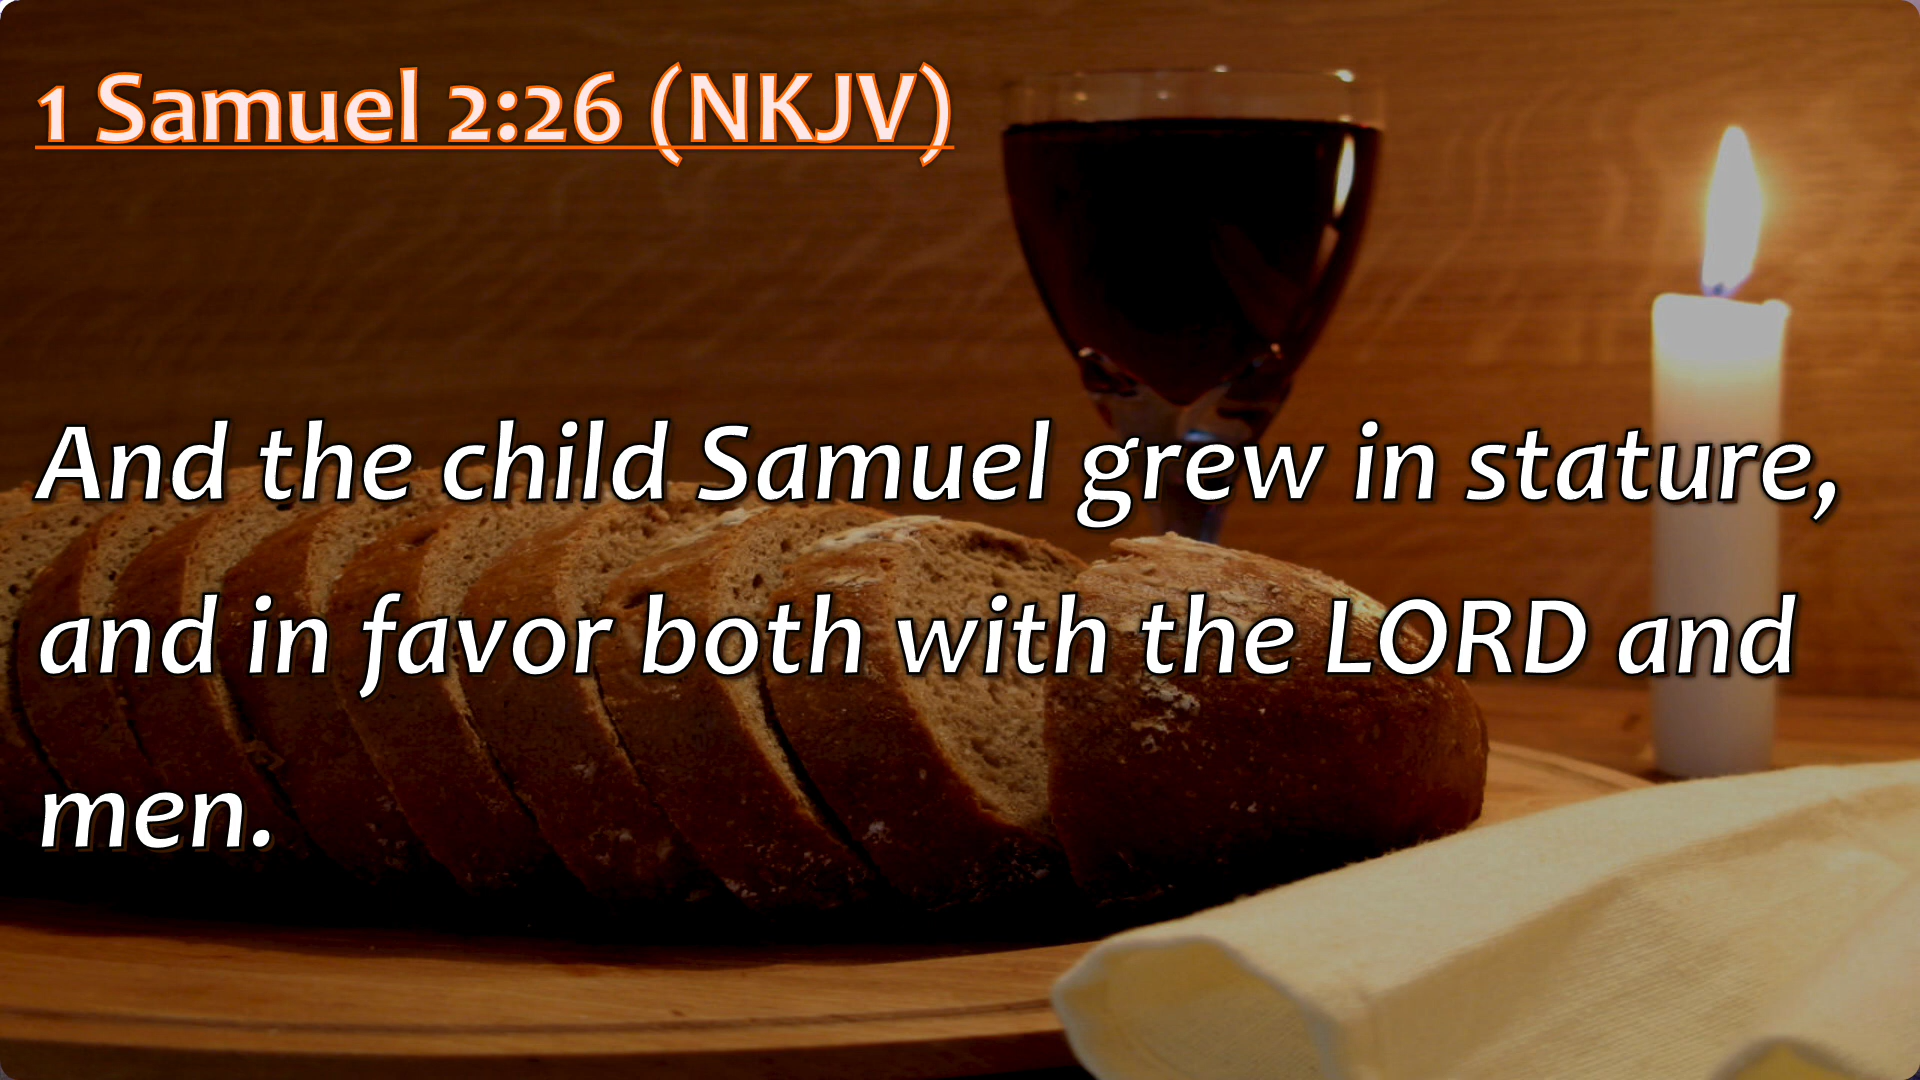 1 Samuel 2:26 (NKJV)
And the child Samuel grew in stature,
and in favor both with the LORD and
men.